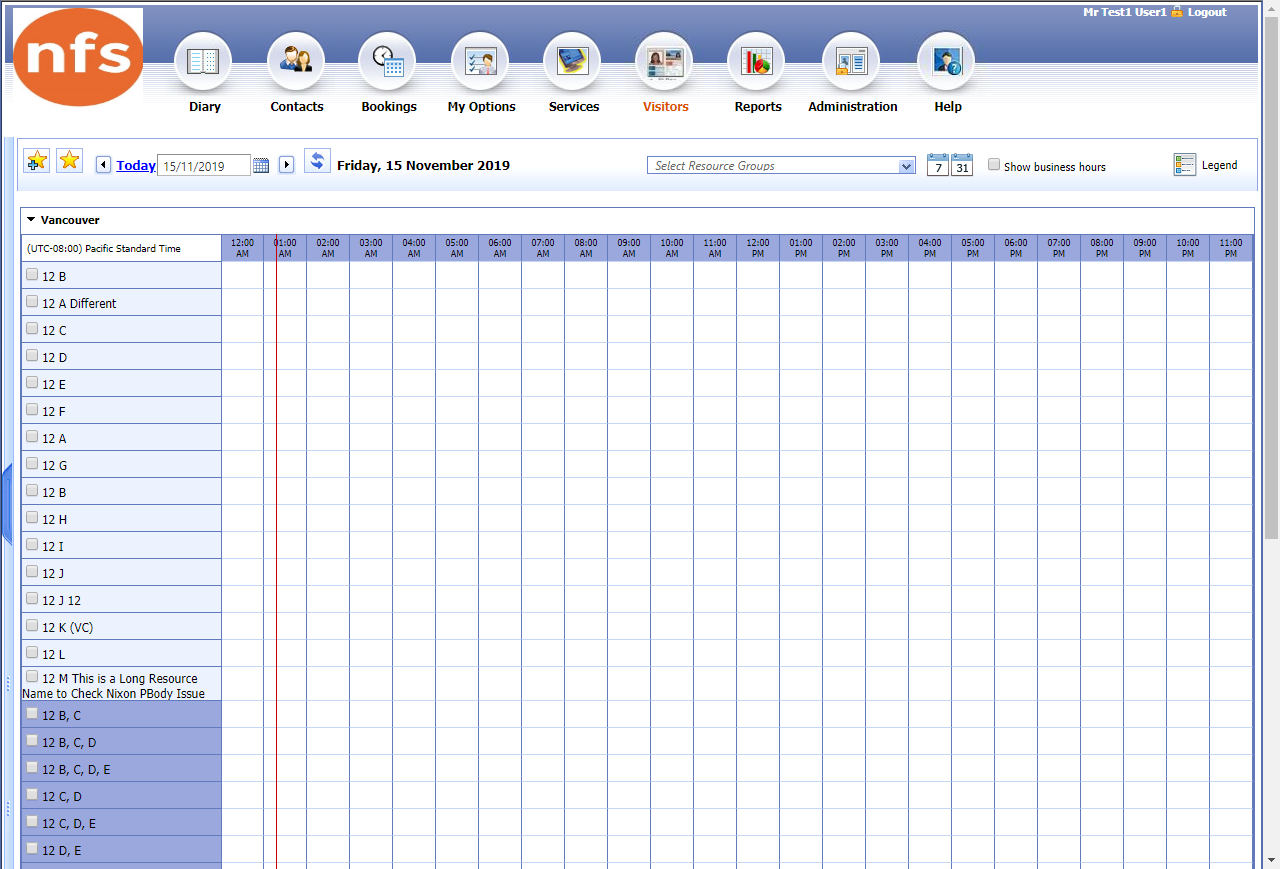 Mr Test1 User1 Logout
nfs
Diary Contacts Bookings My Options Services Visitors Reports Administration Help
Today 15/11/2019 Friday, 15 November 2019 Select Resource Groups 7 31 Show business hours Legend
Vancouver
(UTC-08:00) Pacific Standard Time
12:00 01:00 02:00 03:00 04:00 05:00 06:00 07:00 08:00 09:00 10:00 11:00 12:00 01:00 02:00 03:00 04:00 05:00 06:00 07:00 08:00 09:00 10:00 11:00
AM AM AM AM AM AM AM AM AM AM AM AM PM PM PM PM PM PM PM PM PM PM PM PM
12 B
12 A Different
12 C
12 D
12 E
12 F
12 A
12 G
12 B
12 H
12 I
12 J
12 J 12
12 K (VC)
12 L
12 M This is a Long Resource
Name to Check Nixon PBody Issue
12 B, C
12 B, C, D
12 B, C, D, E
12 C, D
12 C, D, E
12 D, E